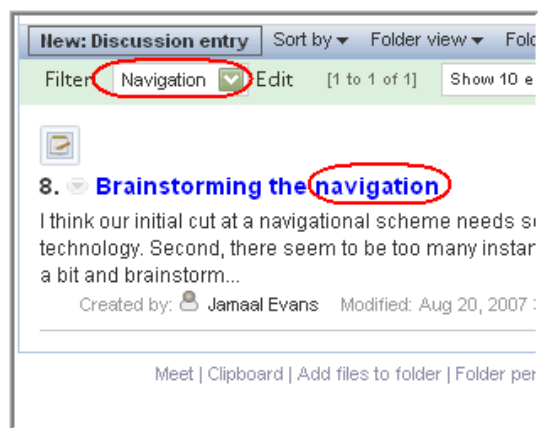 New: Discussion entry Sort by Folder view Fold
Filter Navigation Edit [1 to 1 of 1] Show 10 e
8. Brainstorming the navigation
I think our initial cut at a navigational scheme needs s
technology. Second, there seem to be too many instan
a bit and brainstorm...
Created by: Jamaal Evans Modified: Aug 20, 2007
Meet | Clipboard | Add files to folder | Folder per